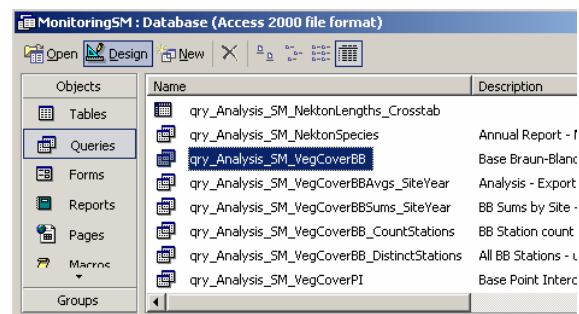 MonitoringSM : Database (Access 2000 file format)
Open Design New
Objects
Tables
Queries
Forms
Reports
Pages
Macros
Groups
Name Description
qry_Analysis_SM_NektonLengths_Crosstab
qry_Analysis_SM_NektonSpecies Annual Report - N
qry_Analysis_SM_VegCoverBB Base Braun-Blanc
qry_Analysis_SM_VegCoverBBAvgs_SiteYear Analysis - Export
qry_Analysis_SM_VegCoverBBSums_SiteYear BB Sums by Site -
qry_Analysis_SM_VegCoverBB_CountStations BB Station count
qry_Analysis_SM_VegCoverBB_DistinctStations All BB Stations - u
qry_Analysis_SM_VegCoverPI Base Point Interc